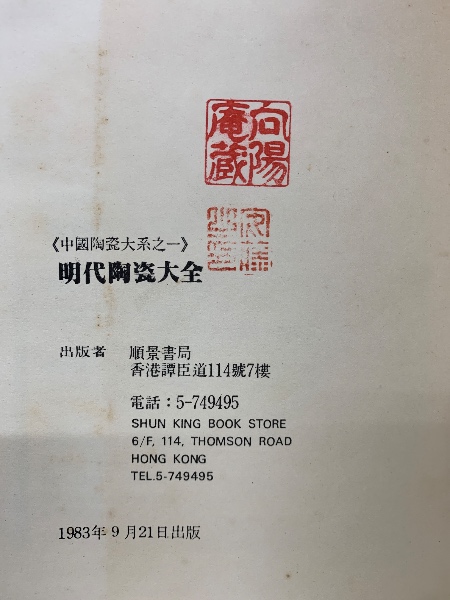 向陽
庵蔵
《中國陶瓷大系之一》
明代陶瓷大全
出版者 順景書局
香港譚臣道114號7樓
電話：5-749495
SHUN KING BOOK STORE
6/F, 114, THOMSON ROAD
HONG KONG
TEL.5-749495
1983年9月21日出版